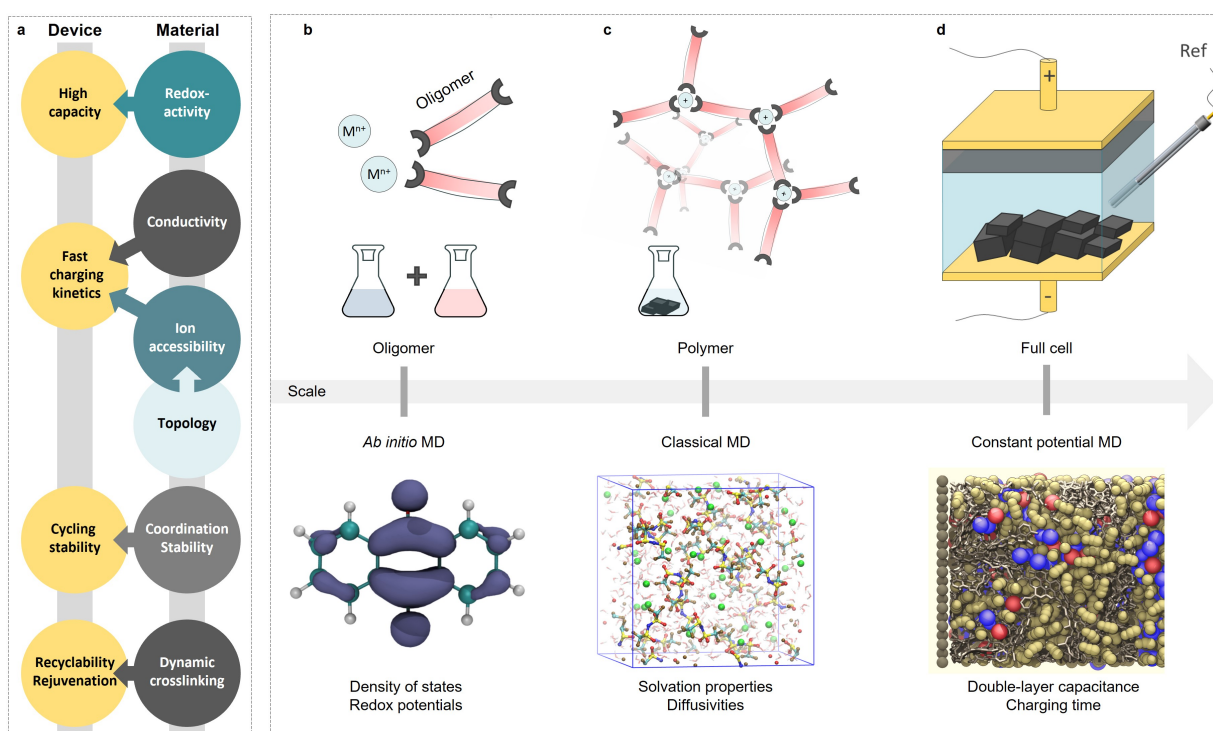 a
Device
Material
High
capacity
Redox-
activity
Conductivity
Fast
charging
kinetics
Ion
accessibility
Topology
Cycling
stability
Coordination
Stability
Recyclability
Rejuvenation
Dynamic
crosslinking
b
Oligomer
Mn+
Mn+
+
Oligomer
c
+
+
+
+
+
Polymer
d
Ref
+
-
Full cell
Scale
Ab initio MD
Classical MD
Constant potential MD
Density of states
Redox potentials
Solvation properties
Diffusivities
Double-layer capacitance
Charging time